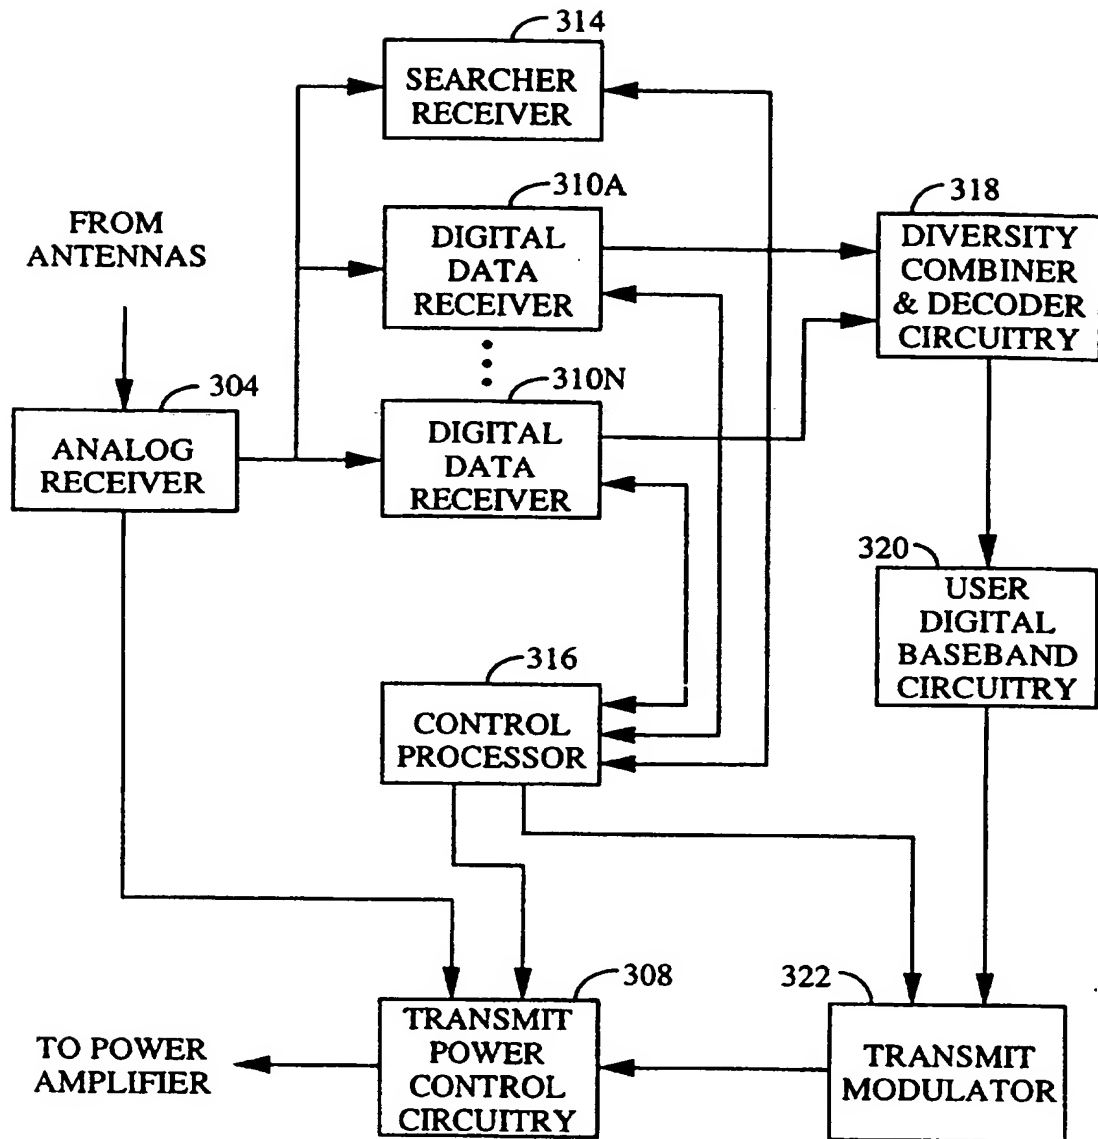 314
SEARCHER
RECEIVER
310A
DIGITAL
DATA
RECEIVER
FROM
ANTENNAS
318
DIVERSITY
COMBINER
& DECODER
CIRCUITRY
304
ANALOG
RECEIVER
310N
DIGITAL
DATA
RECEIVER
320
USER
DIGITAL
BASEBAND
CIRCUITRY
316
CONTROL
PROCESSOR
308
TRANSMIT
POWER
CONTROL
CIRCUITRY
322
TRANSMIT
MODULATOR
TO POWER
AMPLIFIER